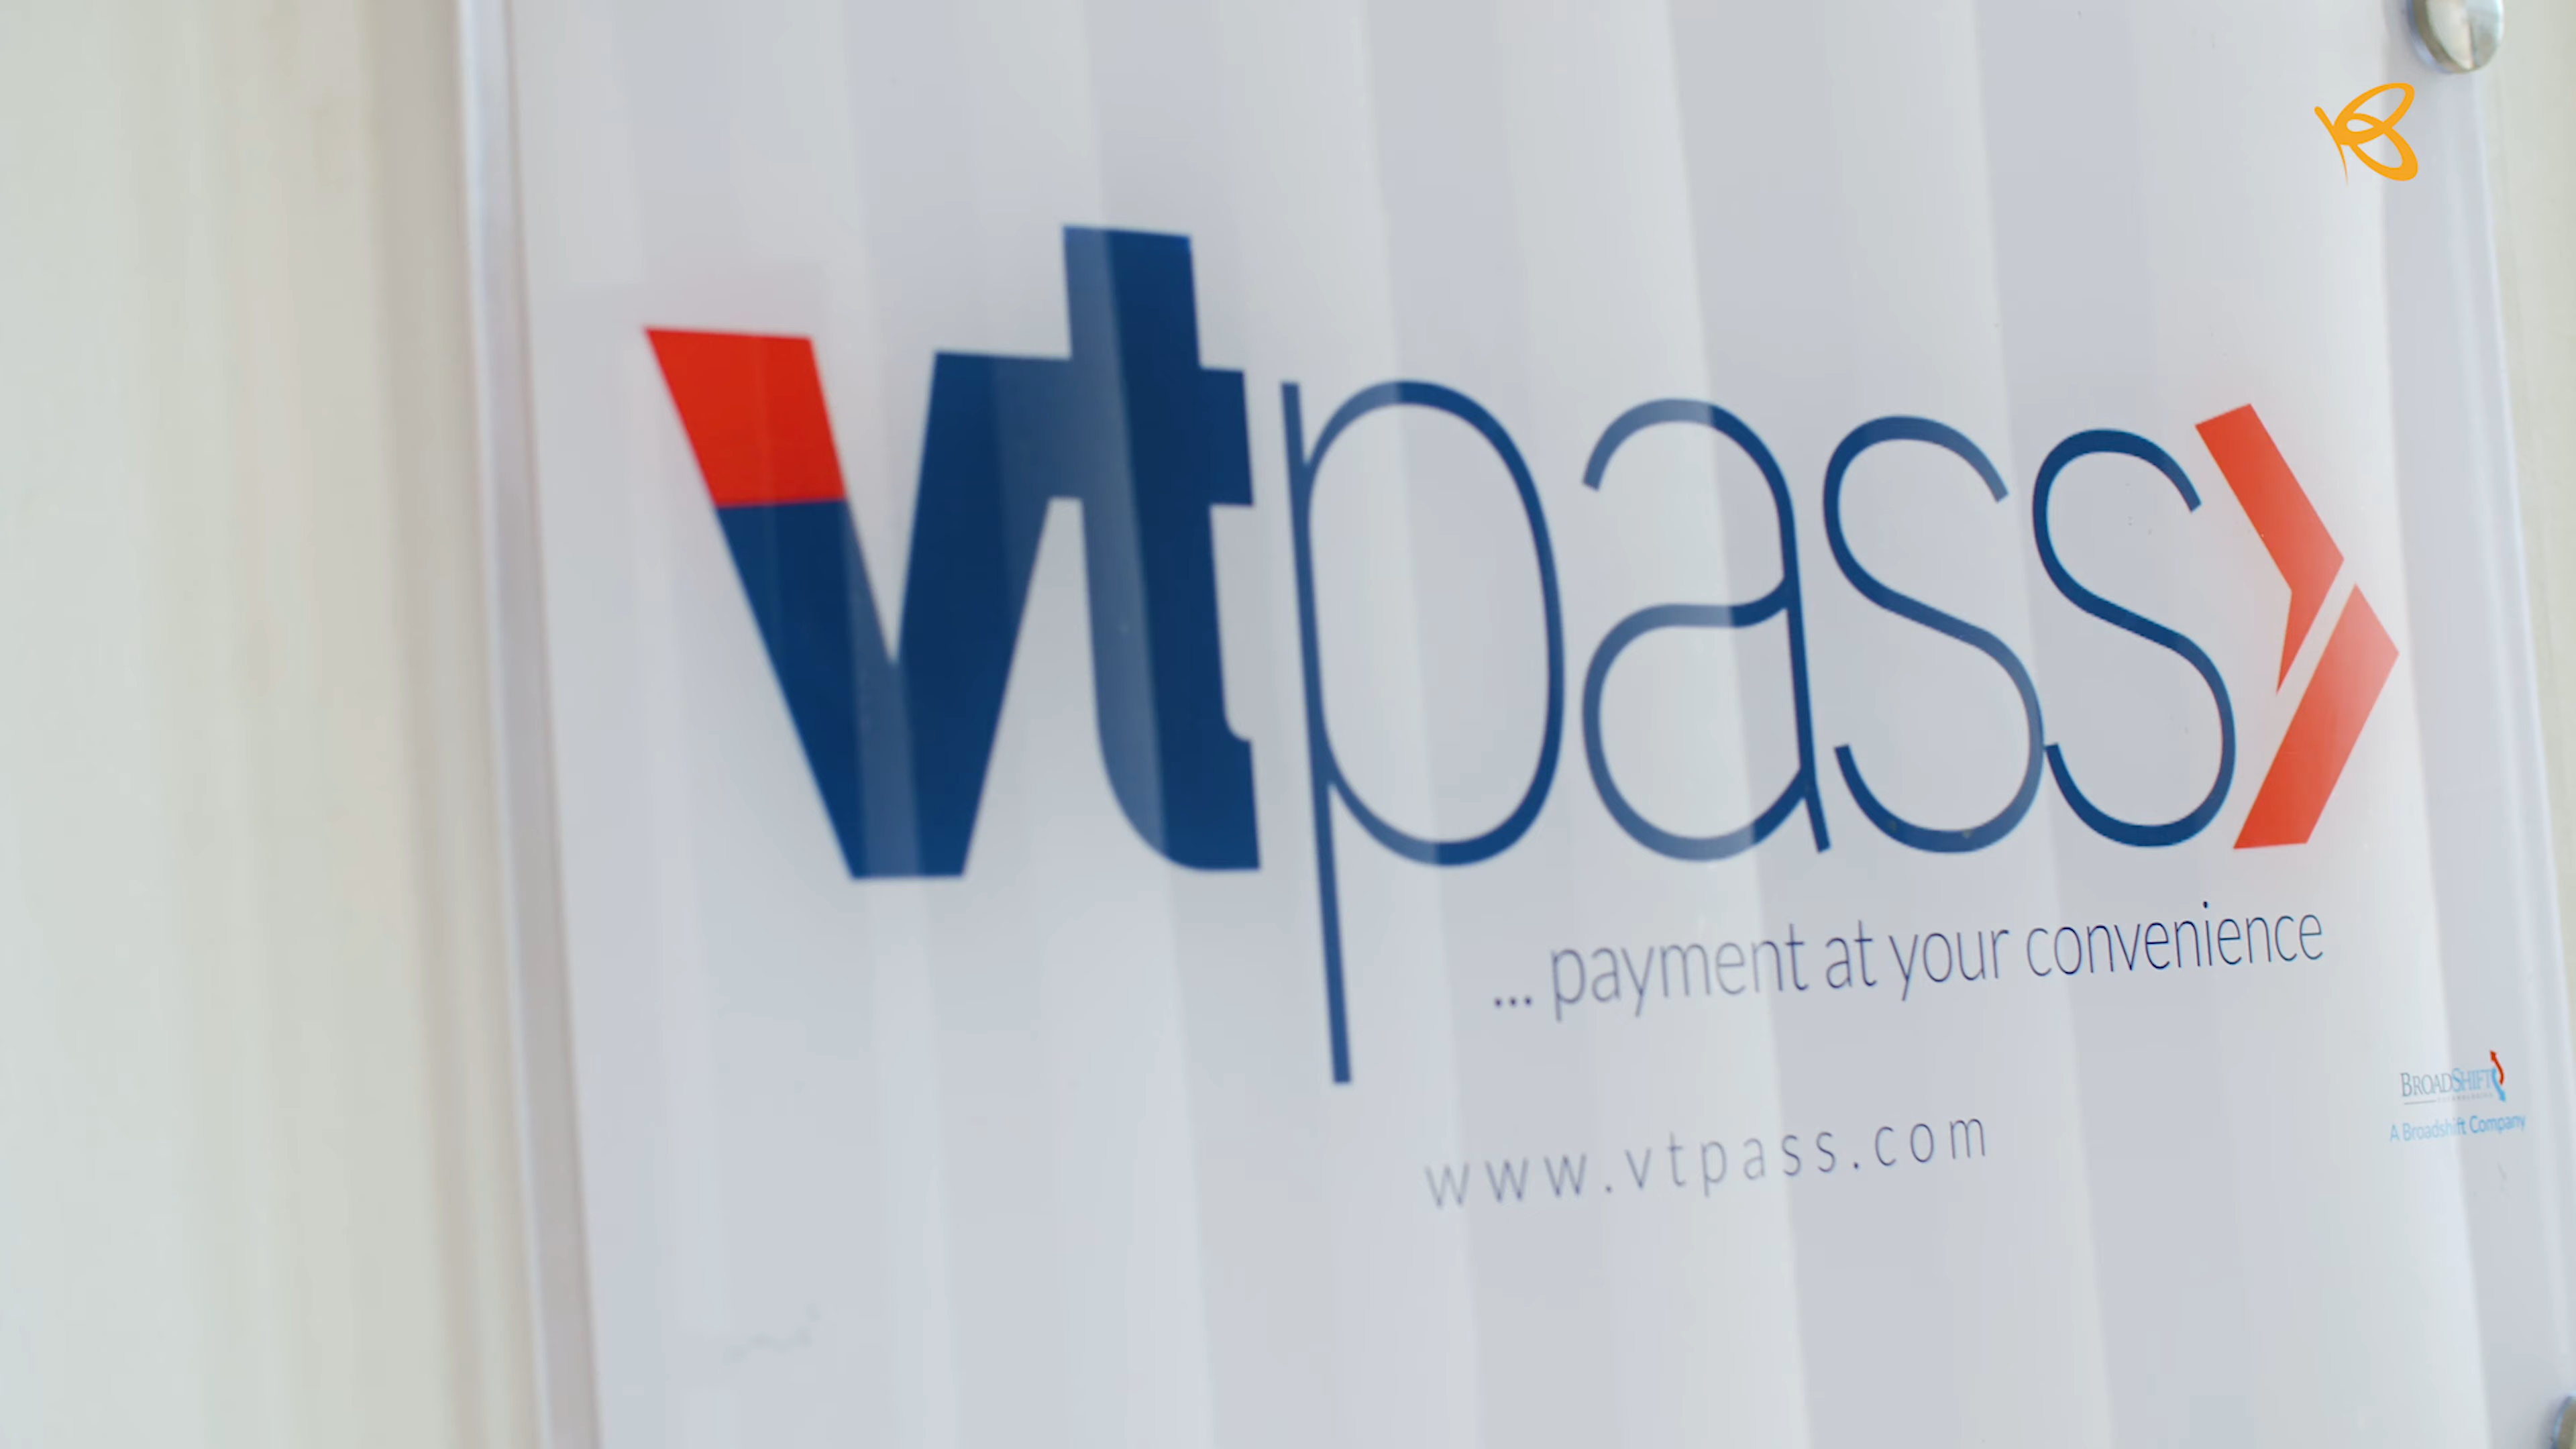 vtpass
... payment at your convenience
www.vtpass.com
BROADSHIFT
A Broadshift Company